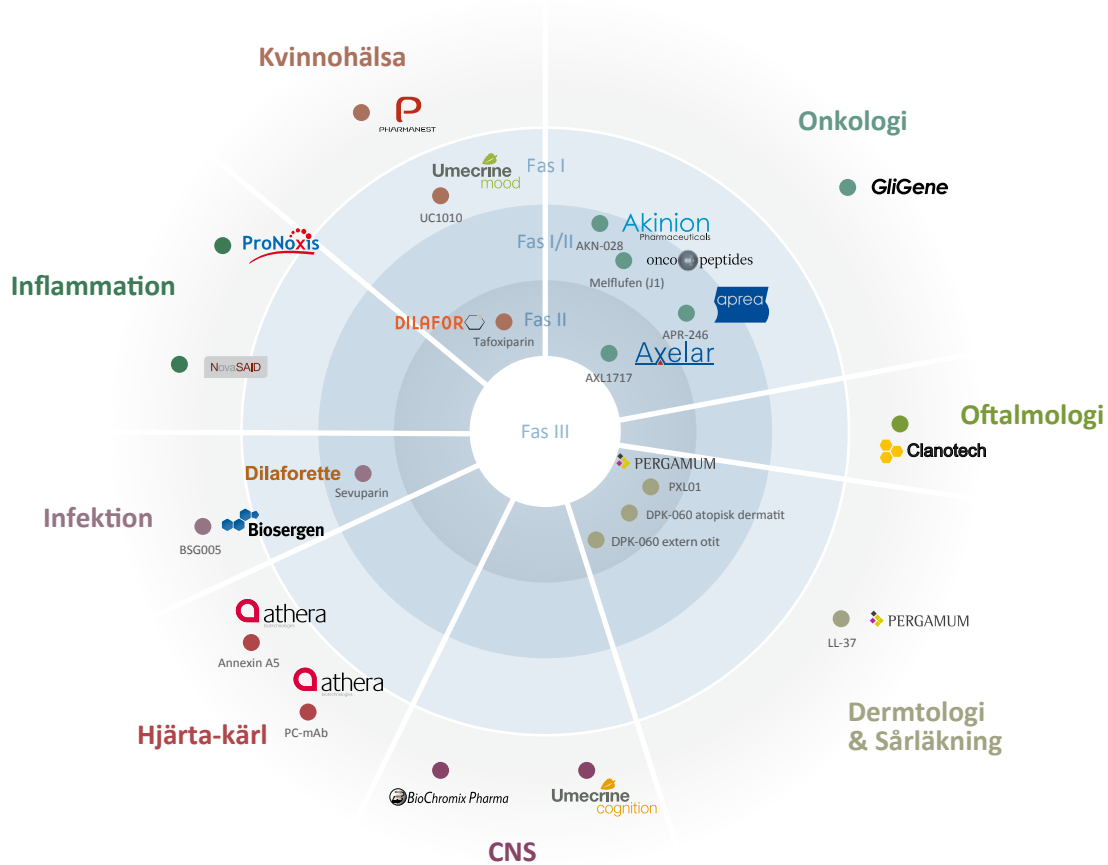 Kvinnohälsa
PHARMANEST
Onkologi
Fas I
Umecrine
mood
UC1010
GliGene
Akinion
Pharmaceuticals
AKN-028
Fas I/II
ProNoxis
oncopeptides
Melflufen (J1)
Inflammation
aprea
APR-246
DILAFOR
Fas II
Tafoxiparin
Axelar
AXL1717
NovaSAID
Oftalmologi
Fas III
Clanotech
PERGAMUM
PXL01
Dilaforette
Sevuparin
DPK-060 atopisk dermatit
Infektion
Biosergen
BSG005
DPK-060 extern otit
athera
biotechnologies
Annexin A5
LL-37
PERGAMUM
athera
biotechnologies
PC-mAb
Hjärta-kärl
Dermtologi
& Sårläkning
BioChromix Pharma
Umecrine
cognition
CNS